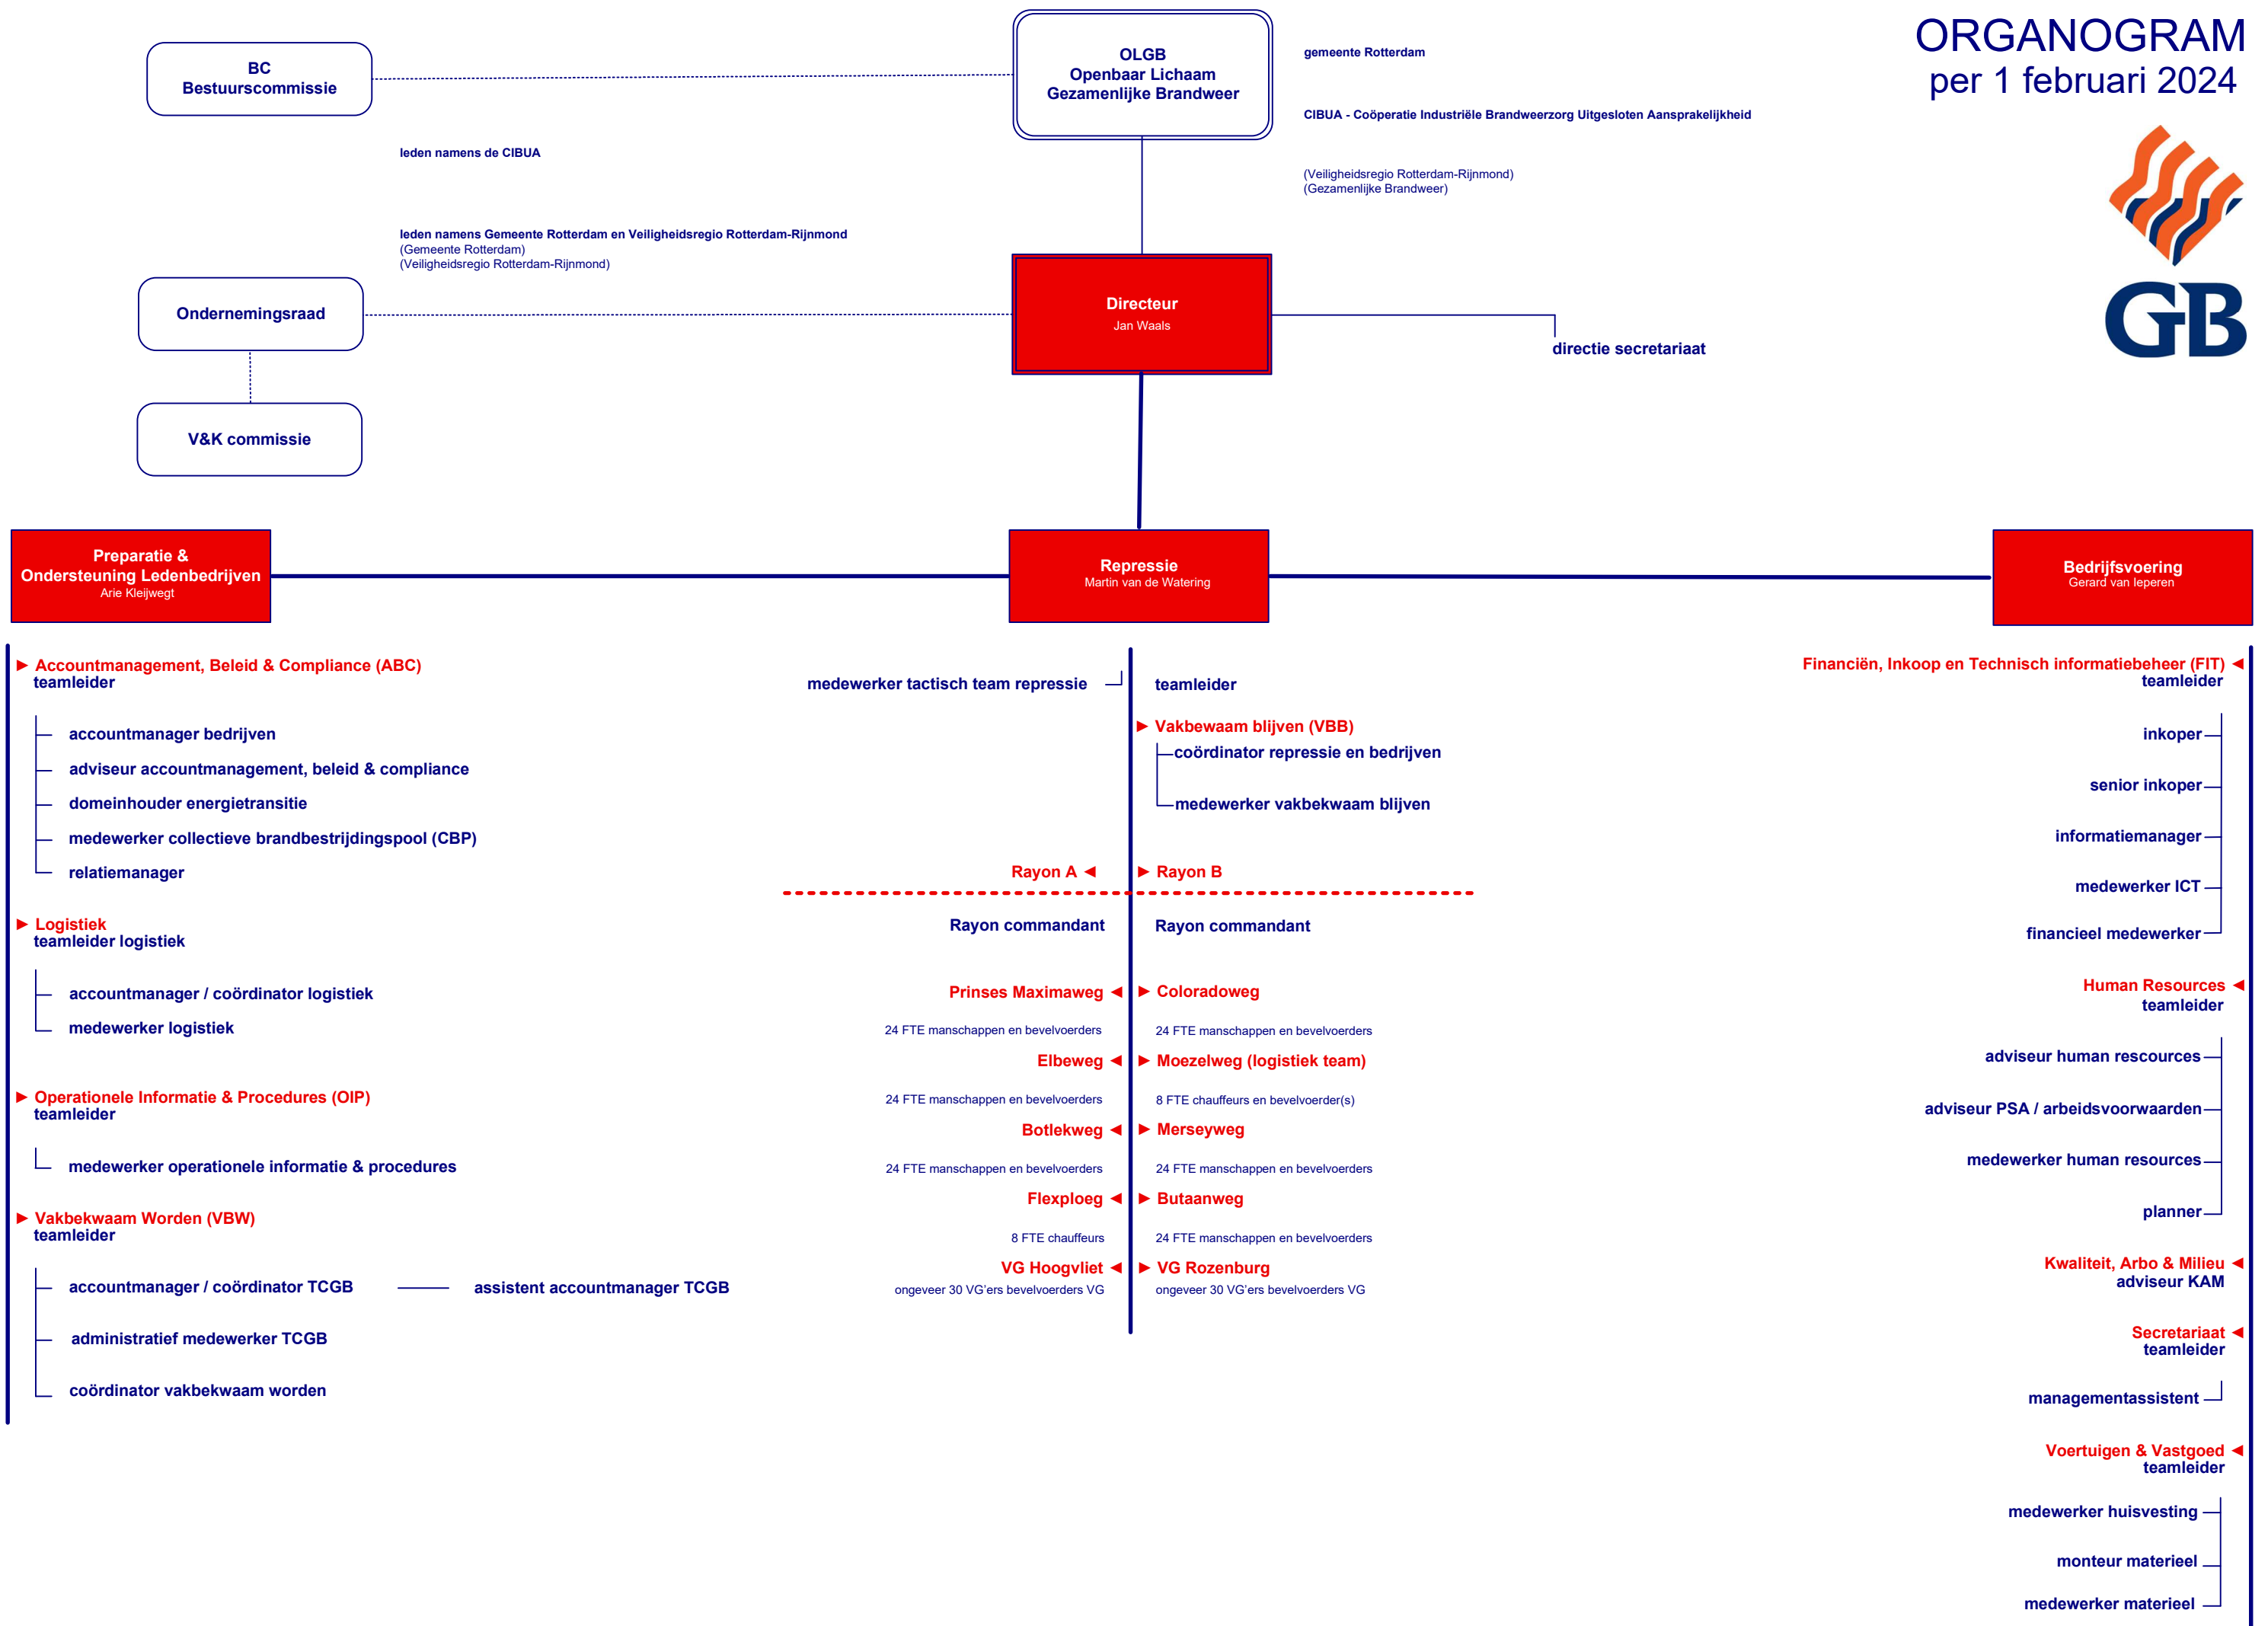 ORGANOGRAM
per 1 februari 2024
BC
Bestuurscommissie
OLGB
Openbaar Lichaam
Gezamenlijke Brandweer
gemeente Rotterdam
CIBUA - Coöperatie Industriële Brandweerzorg Uitgesloten Aansprakelijkheid
(Veiligheidsregio Rotterdam-Rijnmond)
(Gezamenlijke Brandweer)
leden namens de CIBUA
leden namens Gemeente Rotterdam en Veiligheidsregio Rotterdam-Rijnmond
(Gemeente Rotterdam)
(Veiligheidsregio Rotterdam-Rijnmond)
GB
Ondernemingsraad
Directeur
Jan Waals
directie secretariaat
V&K commissie
Preparatie &
Ondersteuning Ledenbedrijven
Arie Kleijwegt
Repressie
Martin van de Watering
Bedrijfsvoering
Gerard van Ieperen
► Accountmanagement, Beleid & Compliance (ABC)
teamleider
accountmanager bedrijven
adviseur accountmanagement, beleid & compliance
domeinhouder energietransitie
medewerker collectieve brandbestrijdingspool (CBP)
relatiemanager
► Logistiek
teamleider logistiek
accountmanager / coördinator logistiek
medewerker logistiek
► Operationele Informatie & Procedures (OIP)
teamleider
medewerker operationele informatie & procedures
► Vakbekwaam Worden (VBW)
teamleider
accountmanager / coördinator TCGB
assistent accountmanager TCGB
administratief medewerker TCGB
coördinator vakbekwaam worden
medewerker tactisch team repressie
teamleider
► Vakbewaam blijven (VBB)
coördinator repressie en bedrijven
medewerker vakbekwaam blijven
Rayon A ◄
► Rayon B
Rayon commandant
Rayon commandant
Prinses Maximaweg ◄
► Coloradoweg
24 FTE manschappen en bevelvoerders
24 FTE manschappen en bevelvoerders
Elbeweg ◄
► Moezelweg (logistiek team)
24 FTE manschappen en bevelvoerders
8 FTE chauffeurs en bevelvoerder(s)
Botlekweg ◄
► Merseyweg
24 FTE manschappen en bevelvoerders
24 FTE manschappen en bevelvoerders
Flexploeg ◄
► Butaanweg
8 FTE chauffeurs
24 FTE manschappen en bevelvoerders
VG Hoogvliet ◄
► VG Rozenburg
ongeveer 30 VG'ers bevelvoerders VG
ongeveer 30 VG'ers bevelvoerders VG
Financiën, Inkoop en Technisch informatiebeheer (FIT) ◄
teamleider
inkoper
senior inkoper
informatiemanager
medewerker ICT
financieel medewerker
Human Resources ◄
teamleider
adviseur human rescources
adviseur PSA / arbeidsvoorwaarden
medewerker human resources
planner
Kwaliteit, Arbo & Milieu ◄
adviseur KAM
Secretariaat ◄
teamleider
managementassistent
Voertuigen & Vastgoed ◄
teamleider
medewerker huisvesting
monteur materieel
medewerker materieel